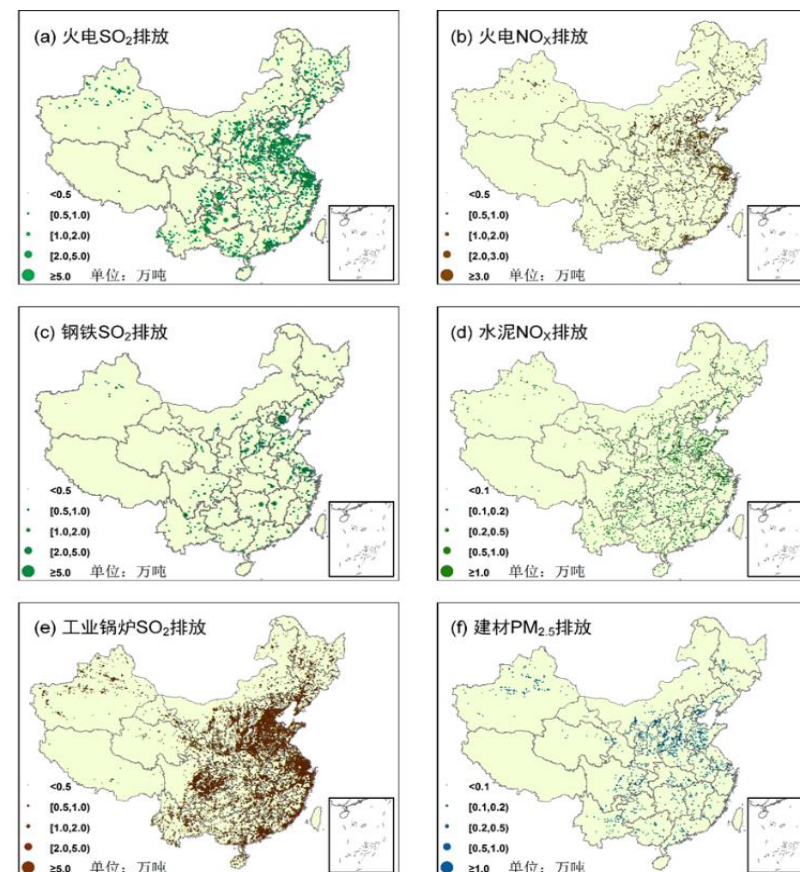 (a) 火电SO₂排放
<0.5
[0.5,1.0)
[1.0,2.0)
[2.0,5.0)
≥5.0 单位：万吨
(b) 火电NOX排放
<0.5
[0.5,1.0)
[1.0,2.0)
[2.0,3.0)
≥3.0 单位：万吨
(c) 钢铁SO₂排放
<0.5
[0.5,1.0)
[1.0,2.0)
[2.0,5.0)
≥5.0 单位：万吨
(d) 水泥NOX排放
<0.1
[0.1,0.2)
[0.2,0.5)
[0.5,1.0)
≥1.0 单位：万吨
(e) 工业锅炉SO₂排放
<0.5
[0.5,1.0)
[1.0,2.0)
[2.0,5.0)
≥5.0 单位：万吨
(f) 建材PM₂.₅排放
<0.1
[0.1,0.2)
[0.2,0.5)
[0.5,1.0)
≥1.0 单位：万吨